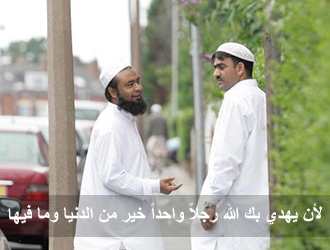 لأن يهدي بك الله رجلاً واحداً خير من الدنيا وما فيها